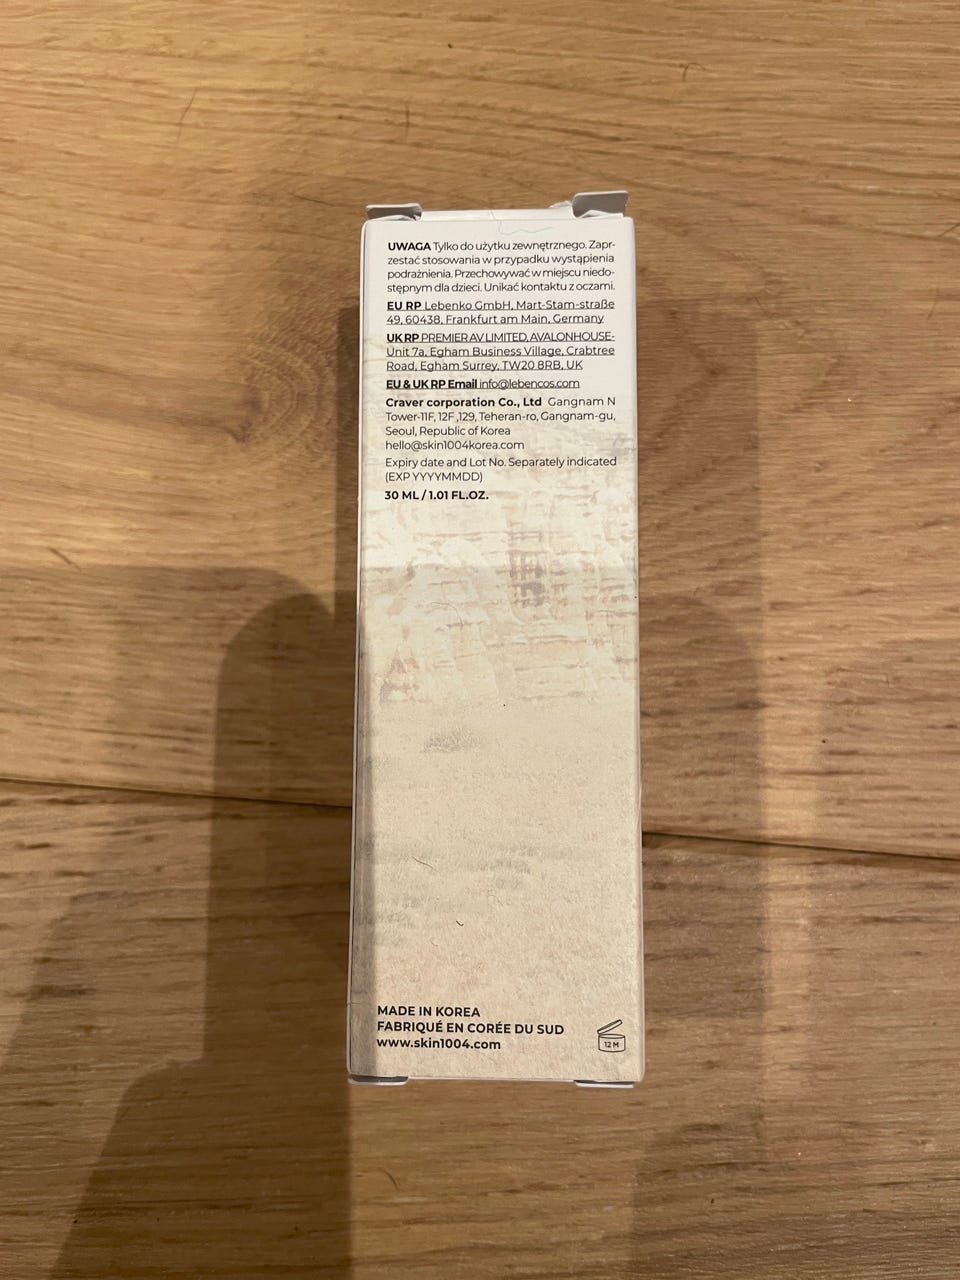 UWAGA Tylko do użytku zewnętrznego. Zapr-
zestać stosowania w przypadku wystąpienia
podrażnienia. Przechowywać w miejscu niedo-
stępnym dla dzieci. Unikać kontaktu z oczami.
EU RP Lebenko GmbH, Mart-Stam-straße
49, 60438, Frankfurt am Main, Germany
UK RP PREMIER AV LIMITED, AVALONHOUSE-
Unit 7a, Egham Business Village, Crabtree
Road, Egham Surrey, TW20 8RB, UK
EU & UK RP Email info@lebencos.com
Craver corporation Co., Ltd Gangnam N
Tower-11F, 12F ,129, Teheran-ro, Gangnam-gu,
Seoul, Republic of Korea
hello@skin1004korea.com
Expiry date and Lot No. Separately indicated
(EXP YYYYMMDD)
30 ML / 1.01 FL.OZ.
MADE IN KOREA
FABRIQUÉ EN CORÉE DU SUD
www.skin1004.com
12 M